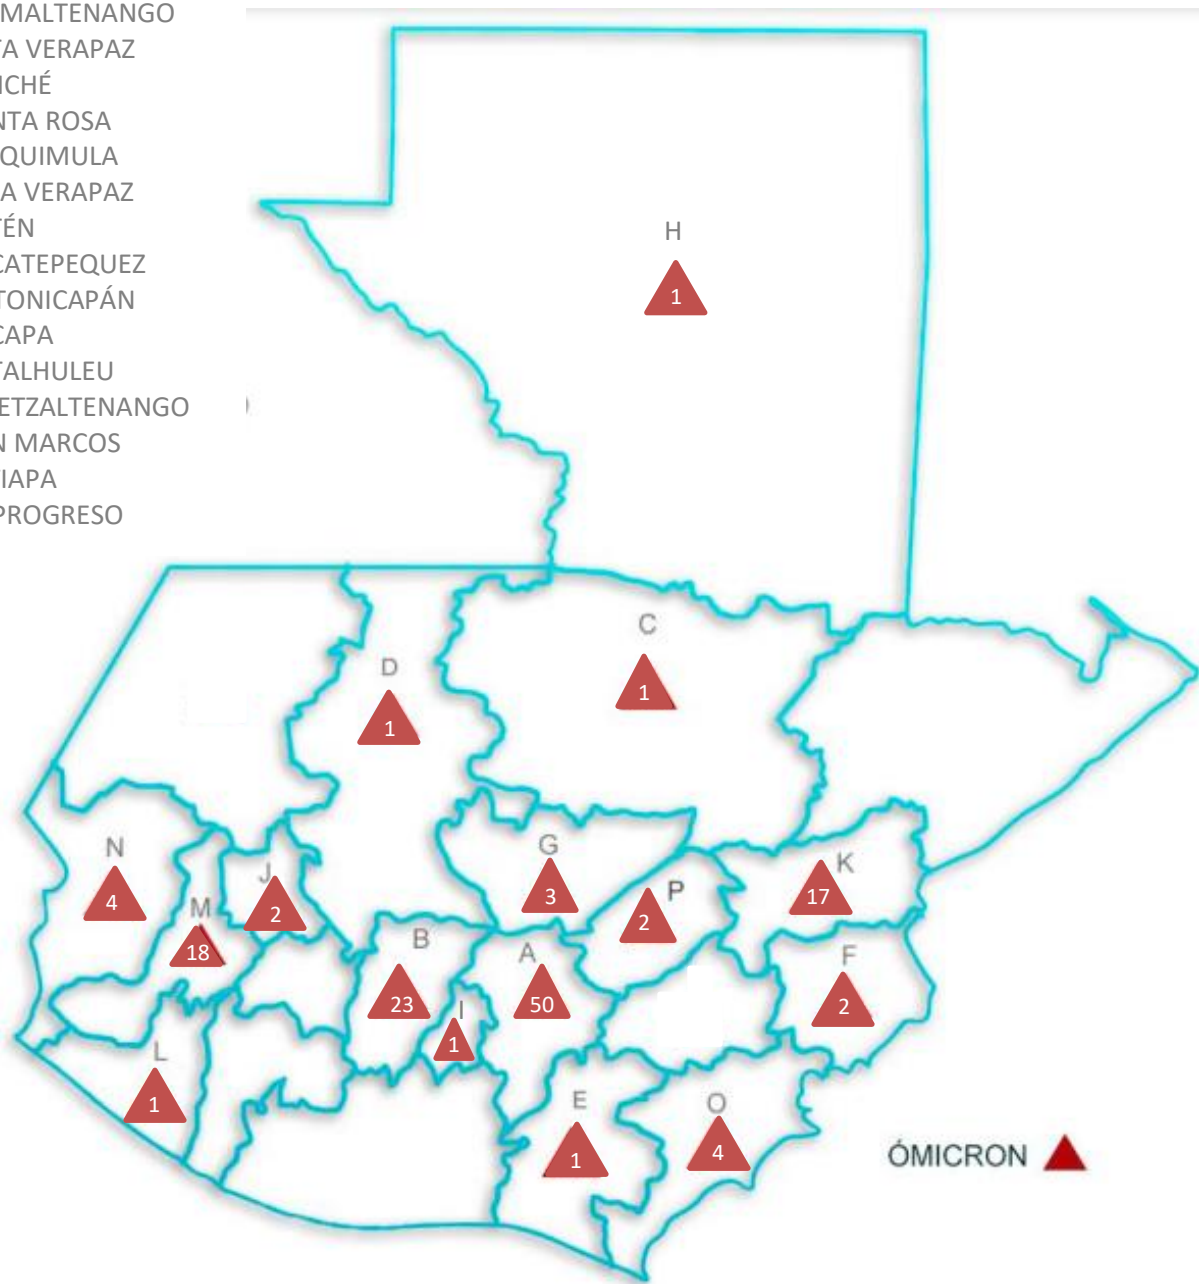 MALTENANGO
TA VERAPAZ
ICHÉ
NTA ROSA
QUIMULA
A VERAPAZ
TÉN
CATEPEQUEZ
TONICAPÁN
CAPA
TALHULEU
ETZALTENANGO
N MARCOS
TIAPA
PROGRESO
H
1
C
1
D
1
N
4
M
18
J
2
G
3
P
2
K
17
B
23
I
1
A
50
F
2
L
1
E
1
O
4
ÓMICRON